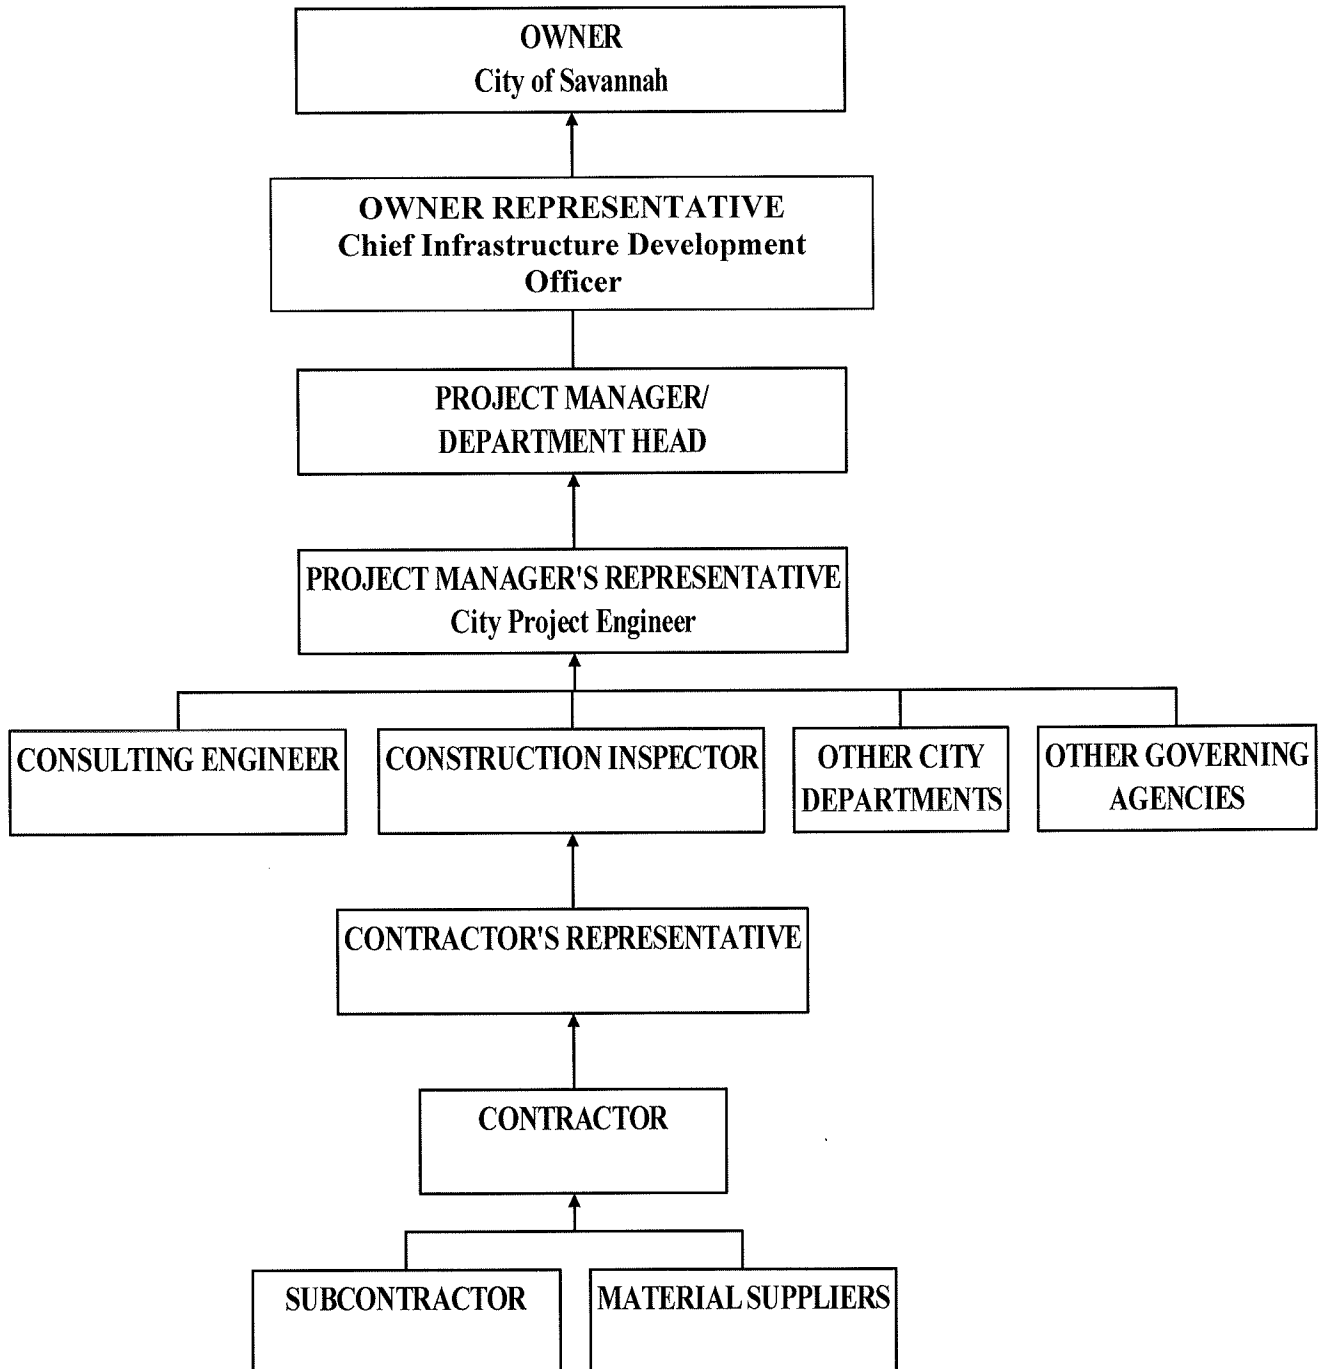 OWNER
City of Savannah
OWNER REPRESENTATIVE
Chief Infrastructure Development
Officer
PROJECT MANAGER/
DEPARTMENT HEAD
PROJECT MANAGER'S REPRESENTATIVE
City Project Engineer
CONSULTING ENGINEER
CONSTRUCTION INSPECTOR
OTHER CITY
DEPARTMENTS
OTHER GOVERNING
AGENCIES
CONTRACTOR'S REPRESENTATIVE
CONTRACTOR
SUBCONTRACTOR
MATERIAL SUPPLIERS